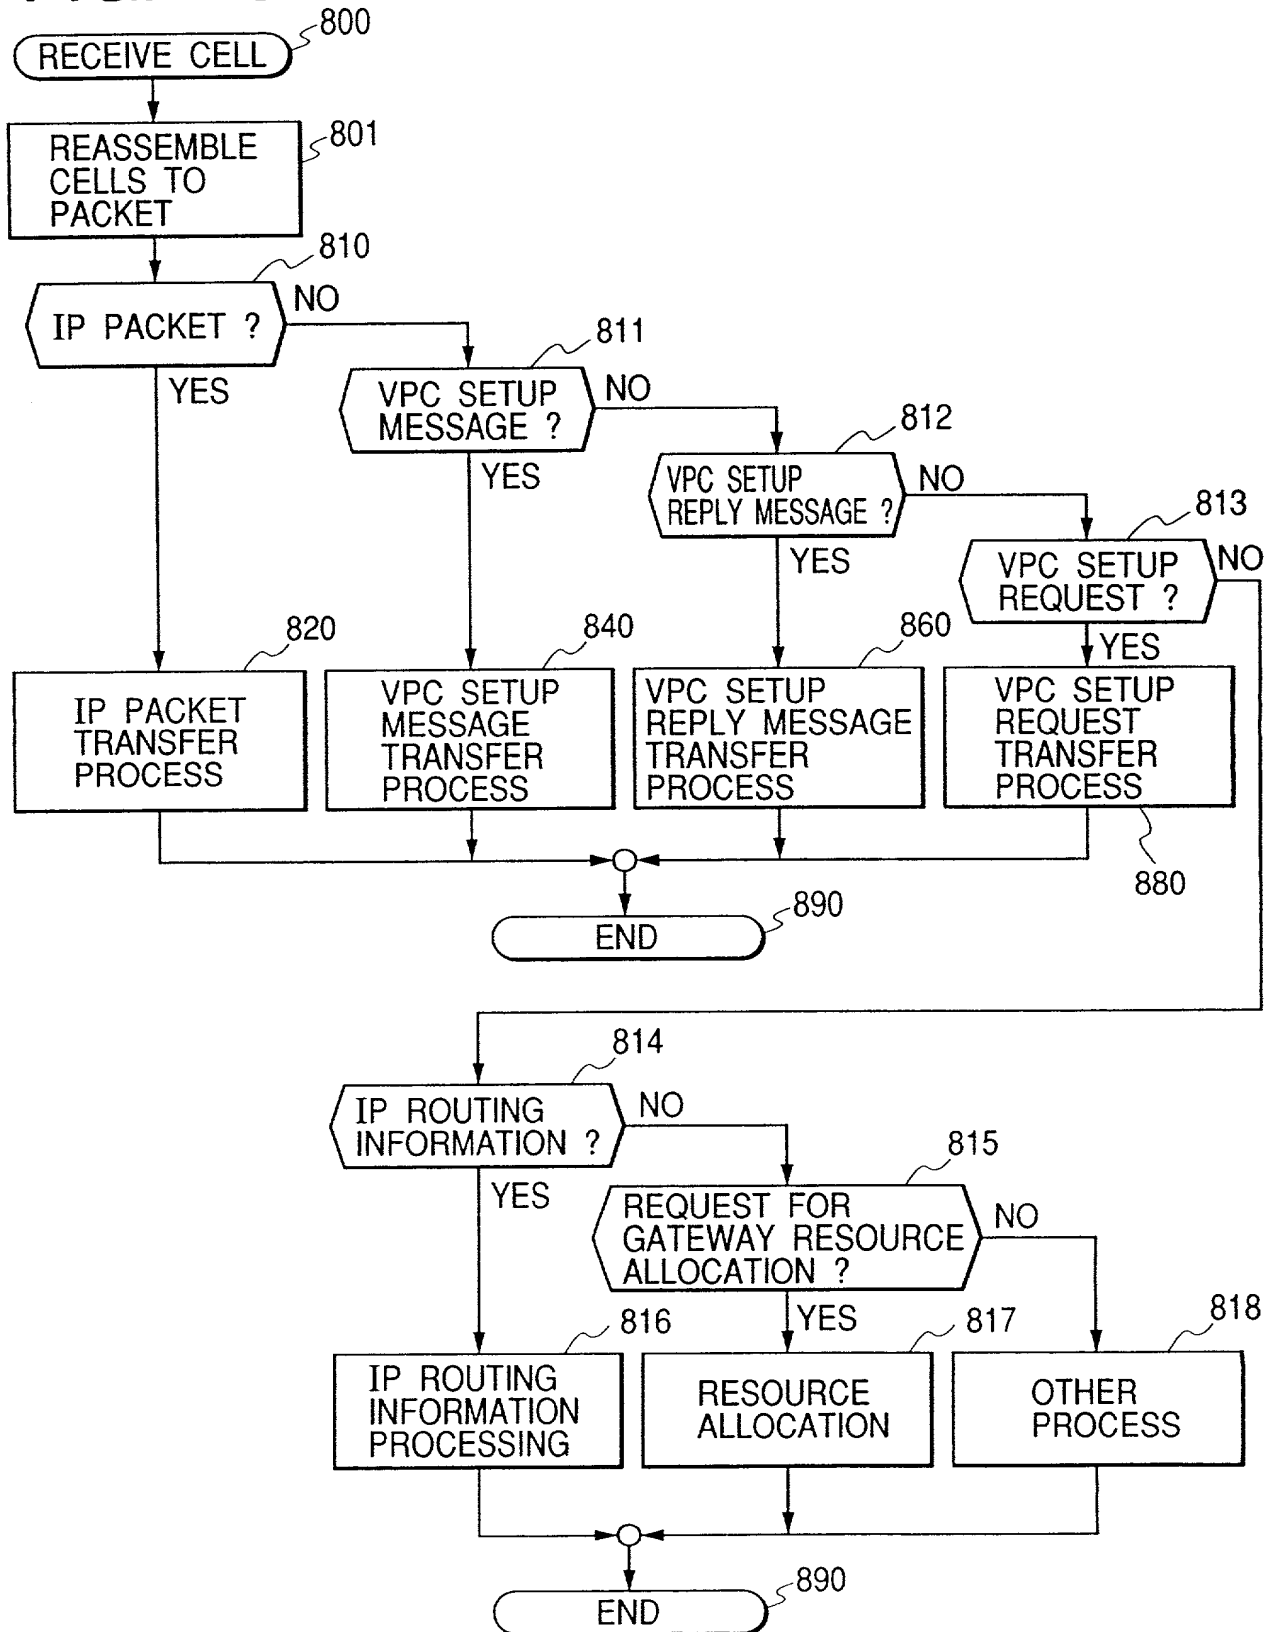 800
RECEIVE CELL
801
REASSEMBLE
CELLS TO
PACKET
810
IP PACKET ?
NO
YES
811
VPC SETUP
MESSAGE ?
NO
YES
812
VPC SETUP
REPLY MESSAGE ?
NO
YES
813
VPC SETUP
REQUEST ?
NO
YES
820
IP PACKET
TRANSFER
PROCESS
840
VPC SETUP
MESSAGE
TRANSFER
PROCESS
860
VPC SETUP
REPLY MESSAGE
TRANSFER
PROCESS
VPC SETUP
REQUEST
TRANSFER
PROCESS
880
890
END
814
IP ROUTING
INFORMATION ?
NO
YES
815
REQUEST FOR
GATEWAY RESOURCE
ALLOCATION ?
NO
YES
816
IP ROUTING
INFORMATION
PROCESSING
817
RESOURCE
ALLOCATION
818
OTHER
PROCESS
890
END